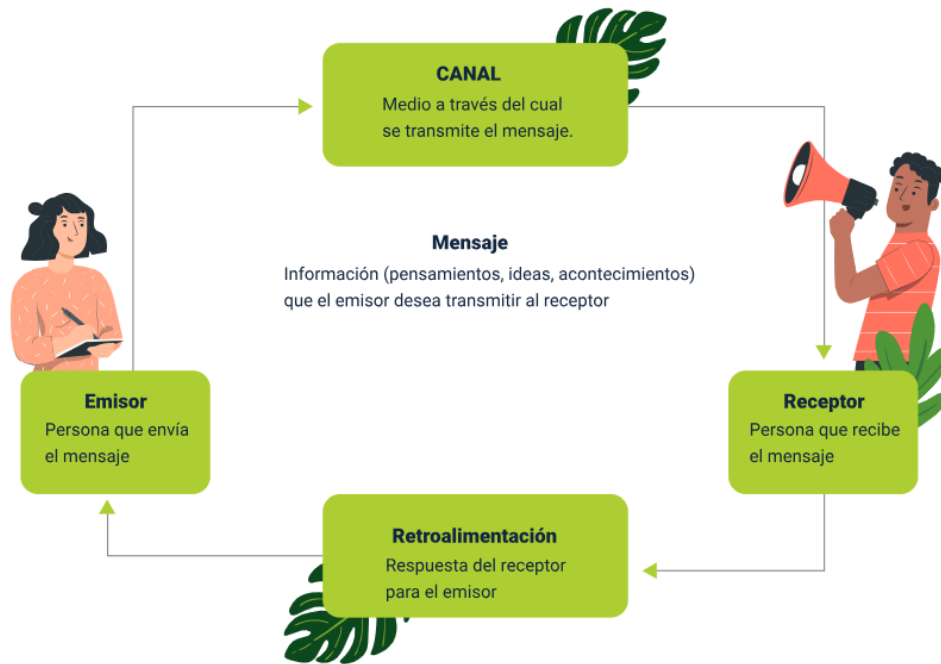 CANAL
Medio a través del cual
se transmite el mensaje.
Mensaje
Información (pensamientos, ideas, acontecimientos)
que el emisor desea transmitir al receptor
Emisor
Persona que envía
el mensaje
Receptor
Persona que recibe
el mensaje
Retroalimentación
Respuesta del receptor
para el emisor